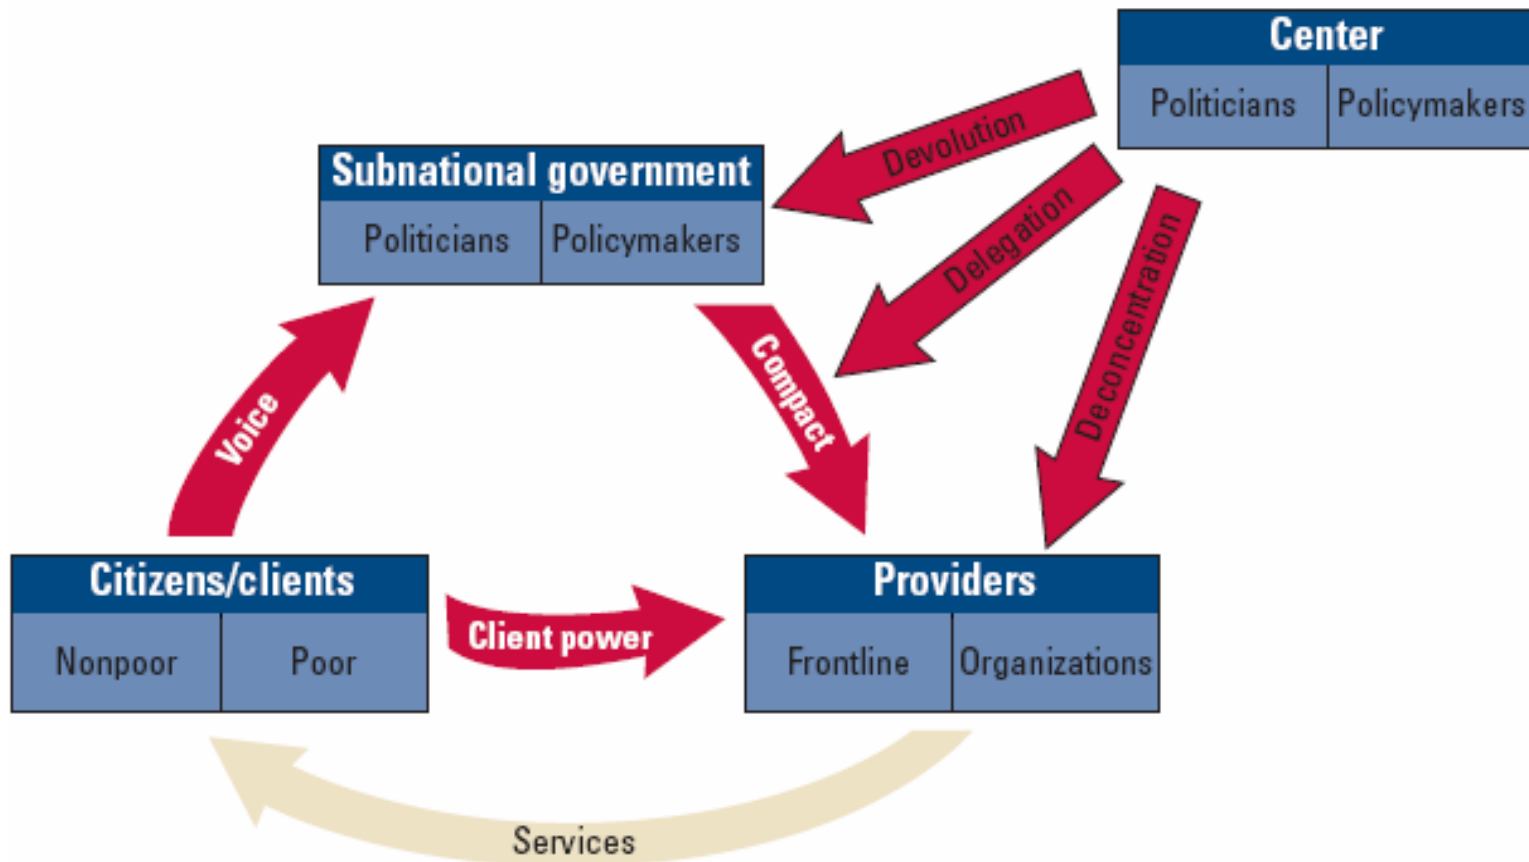 Center
Politicians
Policymakers
Devolution
Subnational government
Politicians
Policymakers
Delegation
Deconcentration
Compact
Voice
Citizens/clients
Nonpoor
Poor
Client power
Providers
Frontline
Organizations
Services